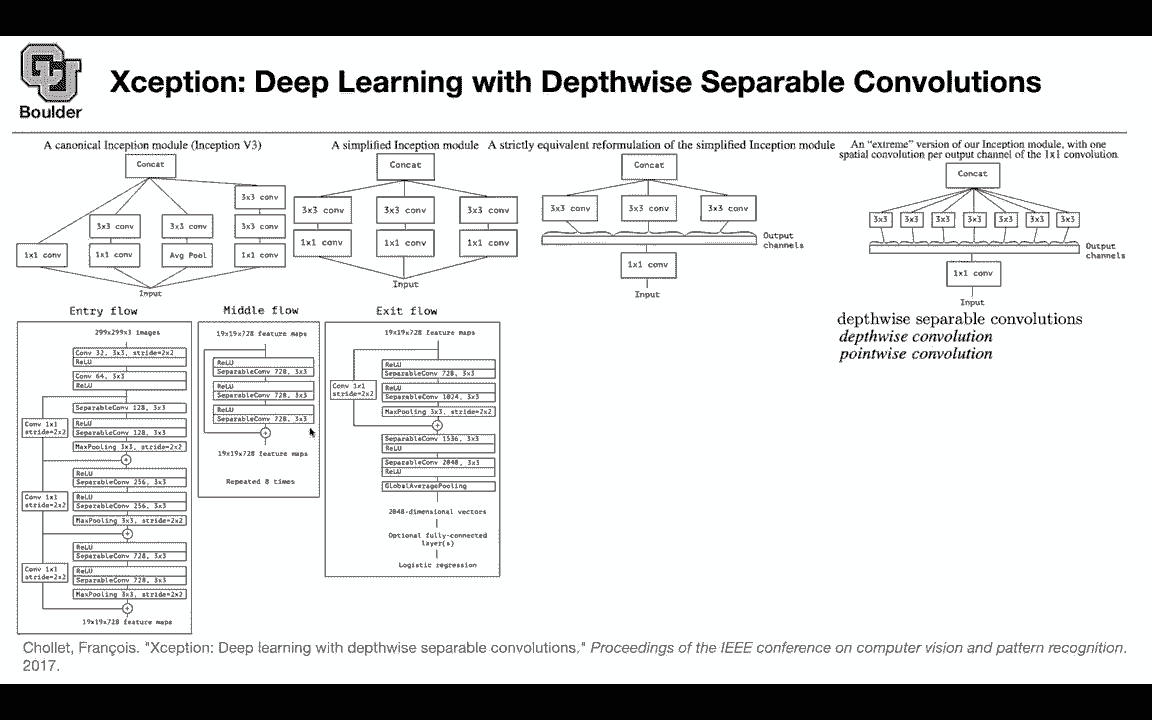 Boulder
Xception: Deep Learning with Depthwise Separable Convolutions
A canonical Inception module (Inception V3)
Concat
3x3 conv
3x3 conv
3x3 conv
3x3 conv
1x1 conv
1x1 conv
Avg Pool
1x1 conv
Input
A simplified Inception module
Concat
3x3 conv
3x3 conv
3x3 conv
1x1 conv
1x1 conv
1x1 conv
Input
A strictly equivalent reformulation of the simplified Inception module
Concat
3x3 conv
3x3 conv
3x3 conv
Output
channels
1x1 conv
Input
An “extreme” version of our Inception module, with one
spatial convolution per output channel of the 1x1 convolution.
Concat
3x3
3x3
3x3
3x3
3x3
3x3
3x3
Output
channels
1x1 conv
Input
depthwise separable convolutions
depthwise convolution
pointwise convolution
Entry flow
299x299x3 images
Conv 32, 3x3, stride=2x2
ReLU
Conv 64, 3x3
ReLU
SeparableConv 128, 3x3
Conv 1x1
stride=2x2
ReLU
SeparableConv 128, 3x3
MaxPooling 3x3, stride=2x2
+
ReLU
SeparableConv 256, 3x3
Conv 1x1
stride=2x2
ReLU
SeparableConv 256, 3x3
MaxPooling 3x3, stride=2x2
+
ReLU
SeparableConv 728, 3x3
Conv 1x1
stride=2x2
ReLU
SeparableConv 728, 3x3
MaxPooling 3x3, stride=2x2
+
19x19x728 feature maps
Middle flow
19x19x728 feature maps
ReLU
SeparableConv 728, 3x3
ReLU
SeparableConv 728, 3x3
ReLU
SeparableConv 728, 3x3
+
19x19x728 feature maps
Repeated 8 times
Exit flow
19x19x728 feature maps
ReLU
SeparableConv 728, 3x3
Conv 1x1
stride=2x2
ReLU
SeparableConv 1024, 3x3
MaxPooling 3x3, stride=2x2
+
SeparableConv 1536, 3x3
ReLU
SeparableConv 2048, 3x3
ReLU
GlobalAveragePooling
2048-dimensional vectors
Optional fully-connected
layer(s)
Logistic regression
Chollet, François. "Xception: Deep learning with depthwise separable convolutions." Proceedings of the IEEE conference on computer vision and pattern recognition.
2017.